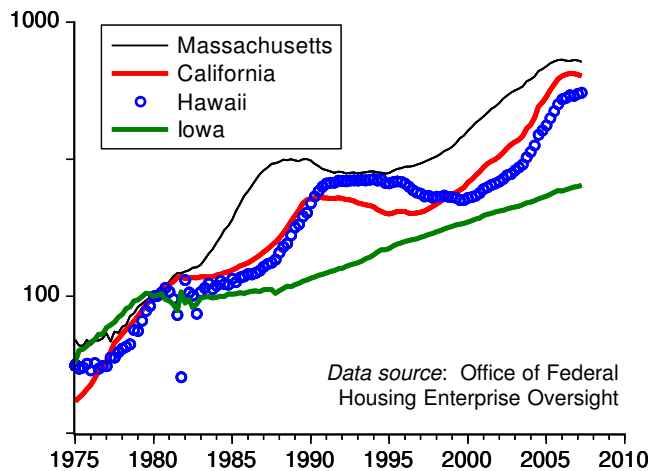 1000
Massachusetts
California
Hawaii
Iowa
100
Data source: Office of Federal
Housing Enterprise Oversight
1975 1980 1985 1990 1995 2000 2005 2010